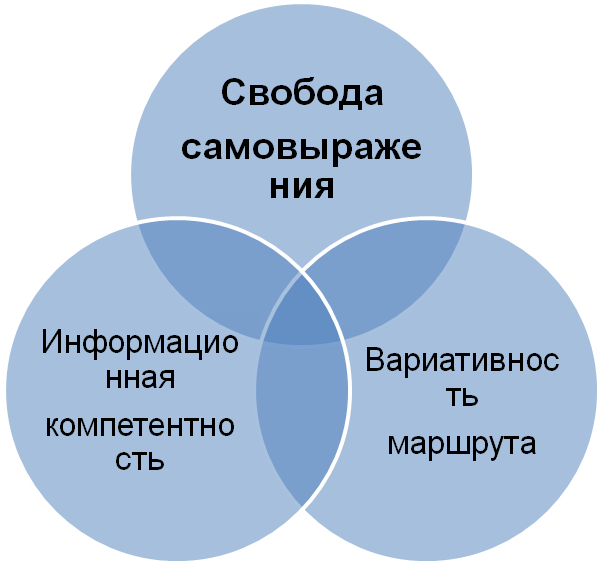 Свобода
самовыраже
ния
Информацио
нная
компетентно
сть
Вариативнос
ть
маршрута